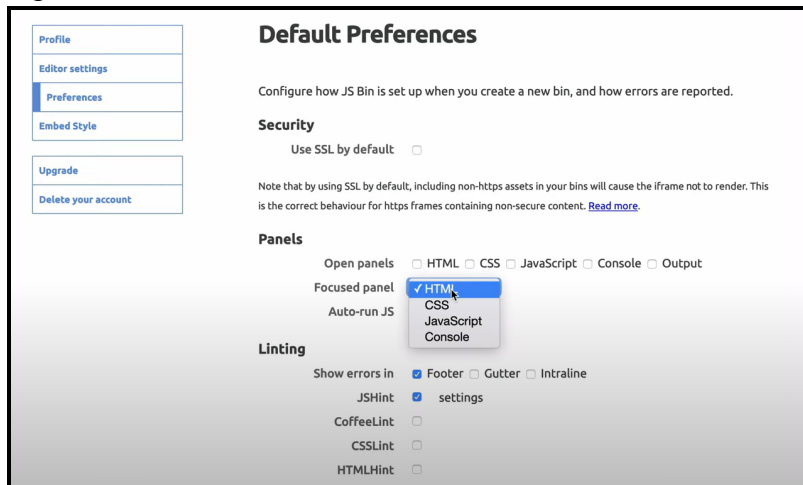 Profile
Editor settings
Preferences
Embed Style
Upgrade
Delete your account
Default Preferences
Configure how JS Bin is set up when you create a new bin, and how errors are reported.
Security
Use SSL by default
Note that by using SSL by default, including non-https assets in your bins will cause the iframe not to render. This
is the correct behaviour for https frames containing non-secure content. Read more.
Panels
Open panels HTML CSS JavaScript Console Output
Focused panel ✓ HTML
CSS
Auto-run JS
JavaScript
Console
Linting
Show errors in Footer Gutter Intraline
JSHint settings
CoffeeLint
CSSLint
HTMLHint